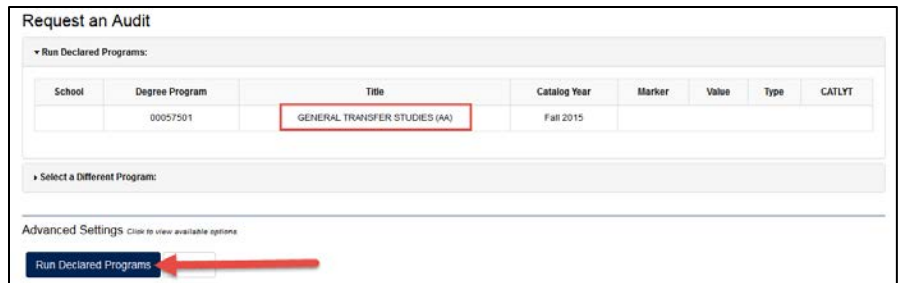 Request an Audit
▾ Run Declared Programs:
School Degree Program Title Catalog Year Marker Value Type CATLYT
00057501 GENERAL TRANSFER STUDIES (AA) Fall 2015
▸ Select a Different Program:
Advanced Settings Click to view available options
Run Declared Programs